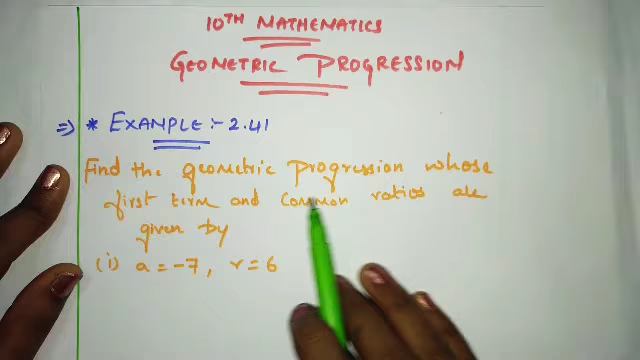 10TH MATHEMATICS
GEOMETRIC PROGRESSION
⇒ * EXAMPLE :- 2.41
Find the geometric progression whose
first term and common ratios are
given by
(i) a = -7, r = 6